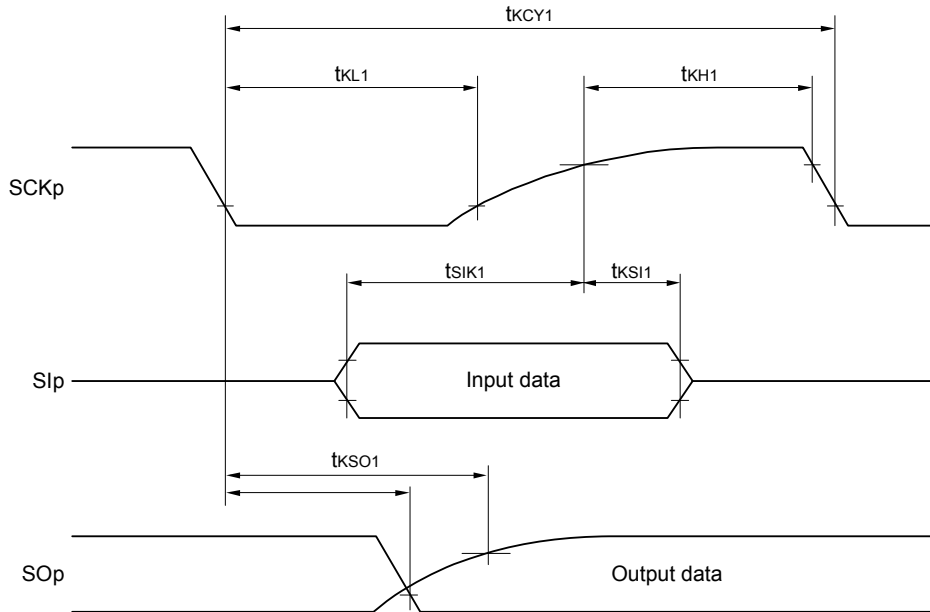 tKCY1
tKL1
tKH1
SCKp
tSIK1
tKSI1
SIp
Input data
tKSO1
SOp
Output data